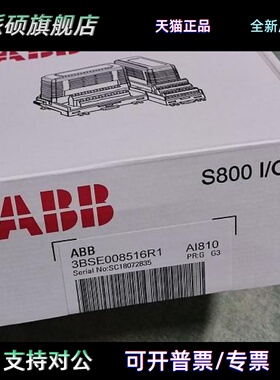 派硕旗舰店 天猫正品 全新
ABB
S800 I/O
ABB
3BSE008516R1 AI810
Serial No:SC18072835 PR:G G3
支持对公 可开专票/普票